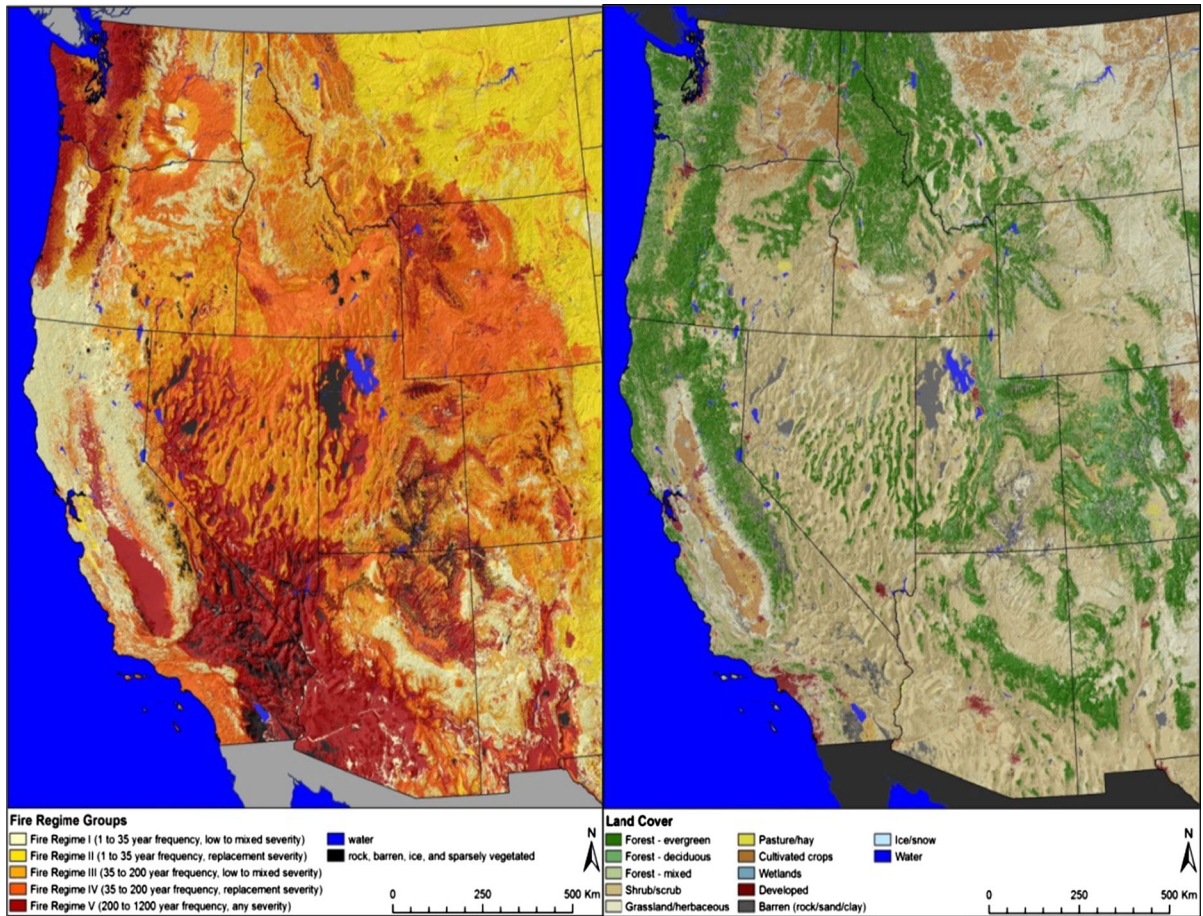 Fire Regime Groups
Fire Regime I (1 to 35 year frequency, low to mixed severity)
Fire Regime II (1 to 35 year frequency, replacement severity)
Fire Regime III (35 to 200 year frequency, low to mixed severity)
Fire Regime IV (35 to 200 year frequency, replacement severity)
Fire Regime V (200 to 1200 year frequency, any severity)
water
rock, barren, ice, and sparsely vegetated
N
0 250 500 Km
Land Cover
Forest - evergreen
Forest - deciduous
Forest - mixed
Shrub/scrub
Grassland/herbaceous
Pasture/hay
Cultivated crops
Wetlands
Developed
Barren (rock/sand/clay)
Ice/snow
Water
N
0 250 500 Km